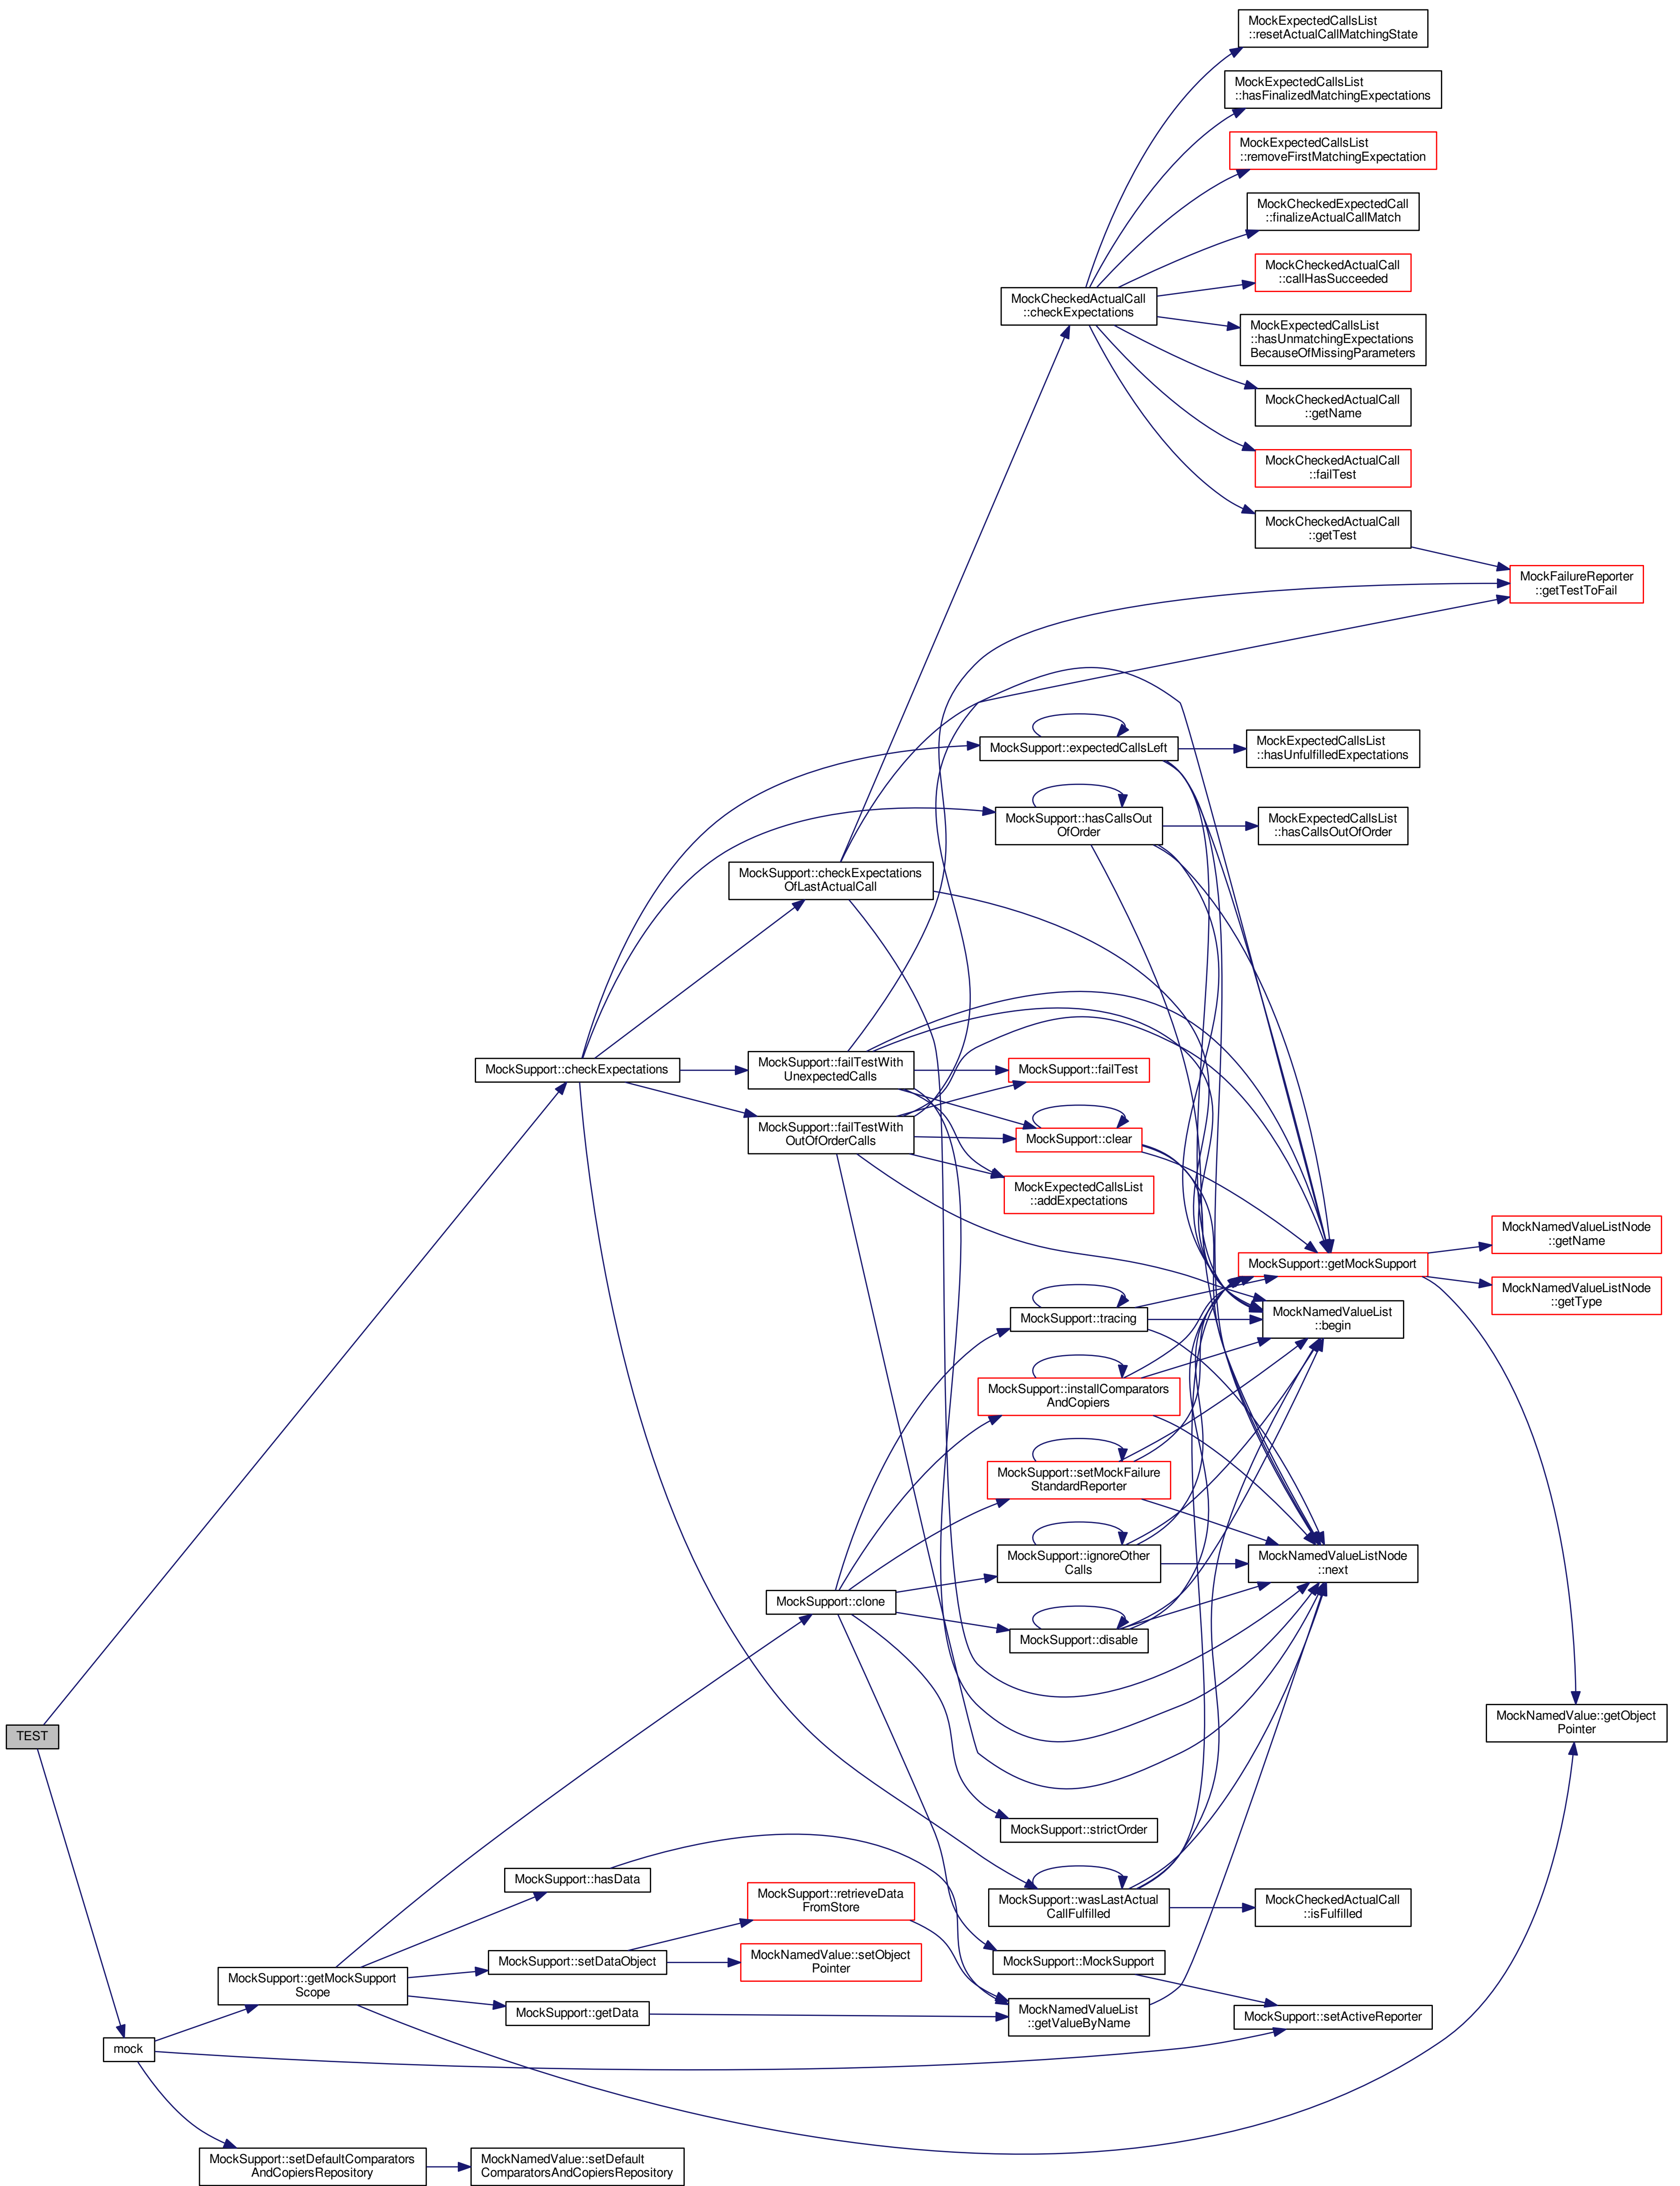 MockExpectedCallsList
::resetActualCallMatchingState
MockExpectedCallsList
::hasFinalizedMatchingExpectations
MockExpectedCallsList
::removeFirstMatchingExpectation
MockCheckedExpectedCall
::finalizeActualCallMatch
MockCheckedActualCall
::callHasSucceeded
MockCheckedActualCall
::checkExpectations
MockExpectedCallsList
::hasUnmatchingExpectations
BecauseOfMissingParameters
MockCheckedActualCall
::getName
MockCheckedActualCall
::failTest
MockCheckedActualCall
::getTest
MockFailureReporter
::getTestToFail
MockSupport::expectedCallsLeft
MockExpectedCallsList
::hasUnfulfilledExpectations
MockSupport::hasCallsOut
OfOrder
MockExpectedCallsList
::hasCallsOutOfOrder
MockSupport::checkExpectations
OfLastActualCall
MockSupport::checkExpectations
MockSupport::failTestWith
UnexpectedCalls
MockSupport::failTest
MockSupport::failTestWith
OutOfOrderCalls
MockSupport::clear
MockExpectedCallsList
::addExpectations
MockSupport::getMockSupport
MockNamedValueListNode
::getName
MockNamedValueListNode
::getType
MockSupport::tracing
MockNamedValueList
::begin
MockSupport::installComparators
AndCopiers
MockSupport::setMockFailure
StandardReporter
MockSupport::ignoreOther
Calls
MockNamedValueListNode
::next
MockSupport::clone
MockSupport::disable
TEST
MockNamedValue::getObject
Pointer
MockSupport::strictOrder
MockSupport::hasData
MockSupport::retrieveData
FromStore
MockSupport::wasLastActual
CallFulfilled
MockCheckedActualCall
::isFulfilled
MockSupport::setDataObject
MockNamedValue::setObject
Pointer
MockSupport::MockSupport
MockSupport::getMockSupport
Scope
MockSupport::getData
MockNamedValueList
::getValueByName
MockSupport::setActiveReporter
mock
MockSupport::setDefaultComparators
AndCopiersRepository
MockNamedValue::setDefault
ComparatorsAndCopiersRepository